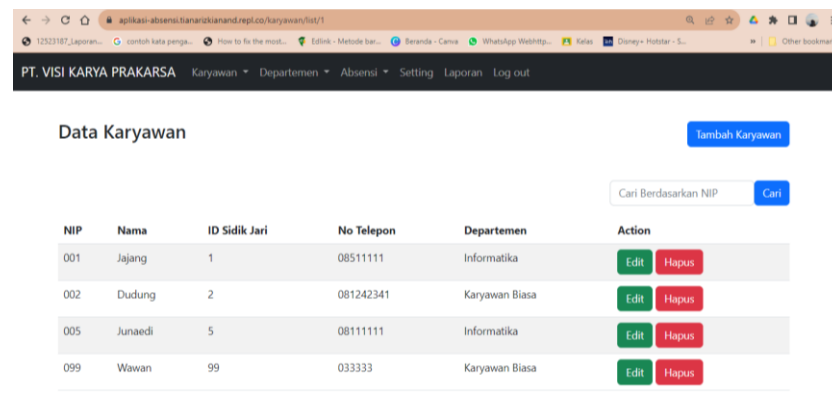 aplikasi-absensi.tianarizkianand.repl.co/karyawan/list/1
12523187_Laporan... contoh kata penga... How to fix the most... Edlink - Metode ber... Beranda - Canva WhatsApp Webhttp... Kelas Disney+ Hotstar - S... » Other bookmar
PT. VISI KARYA PRAKARSA Karyawan Departemen Absensi Setting Laporan Log out
Data Karyawan Tambah Karyawan
Cari Berdasarkan NIP Cari
NIP Nama ID Sidik Jari No Telepon Departemen Action
001 Jajang 1 08511111 Informatika Edit Hapus
002 Dudung 2 081242341 Karyawan Biasa Edit Hapus
005 Junaedi 5 08111111 Informatika Edit Hapus
099 Wawan 99 033333 Karyawan Biasa Edit Hapus